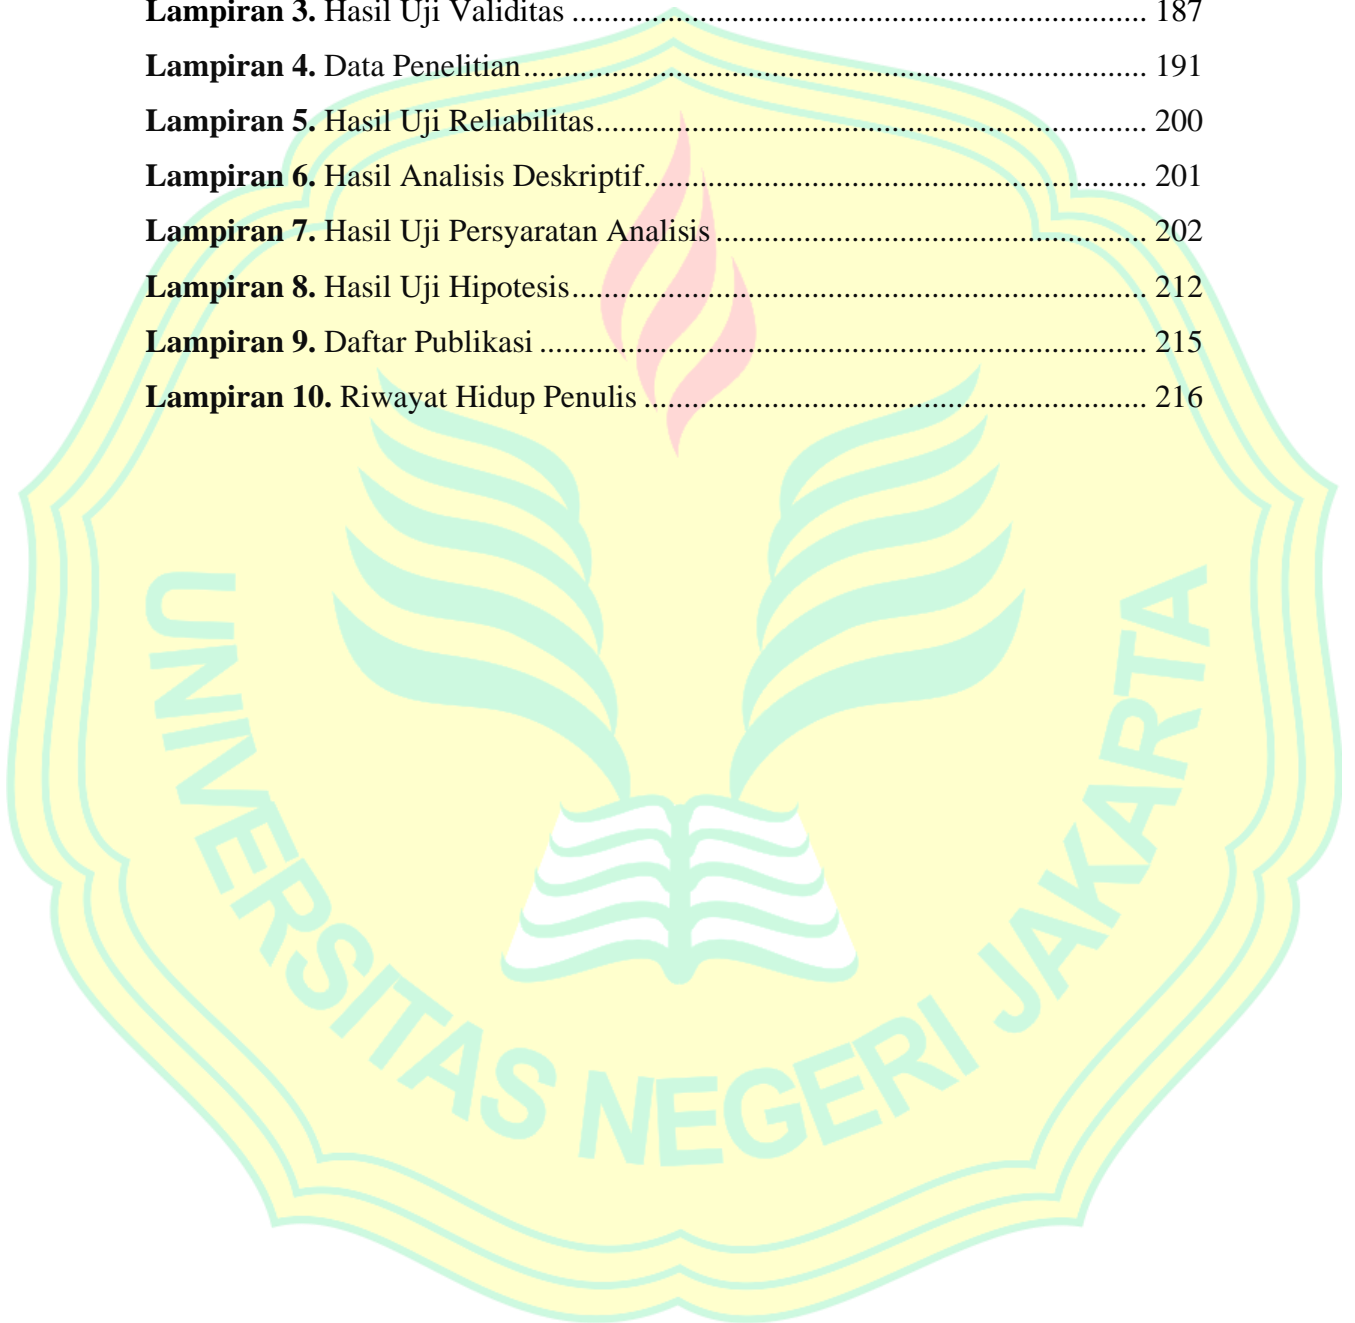 Lampiran 3. Hasil Uji Validitas ........................................................................ 187
Lampiran 4. Data Penelitian.............................................................................. 191
Lampiran 5. Hasil Uji Reliabilitas..................................................................... 200
Lampiran 6. Hasil Analisis Deskriptif............................................................... 201
Lampiran 7. Hasil Uji Persyaratan Analisis ...................................................... 202
Lampiran 8. Hasil Uji Hipotesis........................................................................ 212
Lampiran 9. Daftar Publikasi ............................................................................ 215
Lampiran 10. Riwayat Hidup Penulis ............................................................... 216
UNIVERSITAS NEGERI JAKARTA